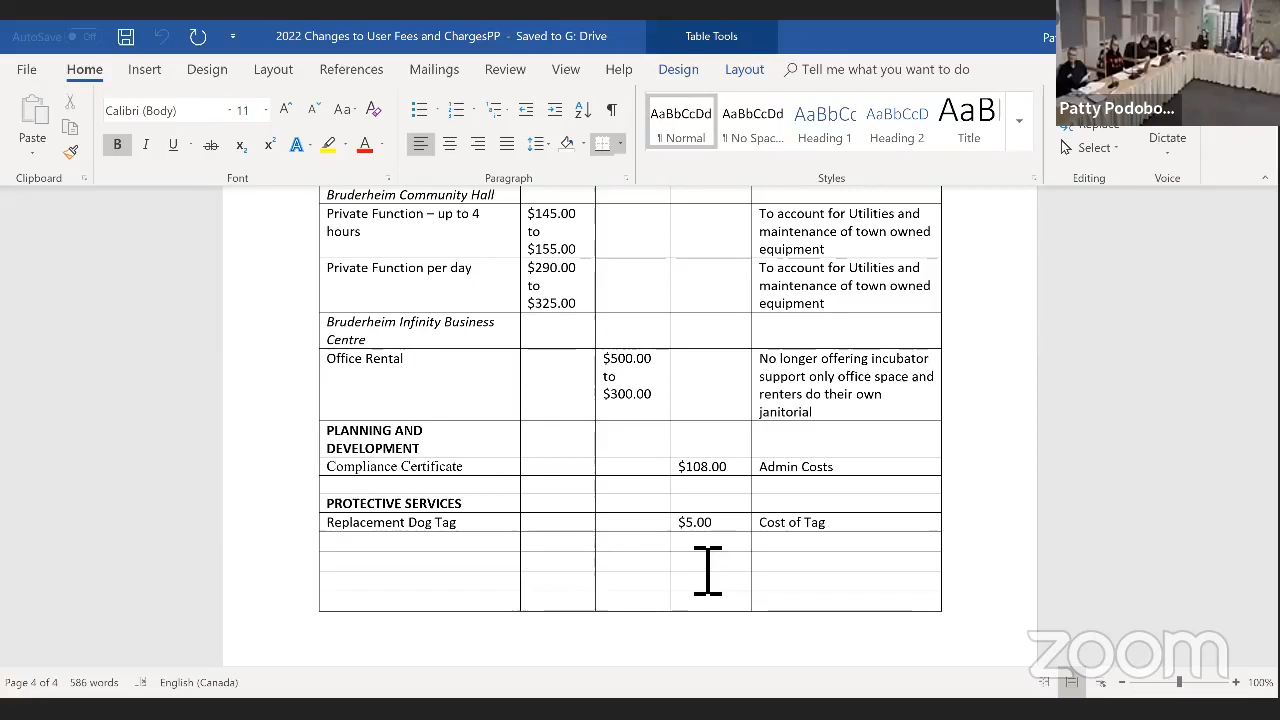 AutoSave Off
2022 Changes to User Fees and ChargesPP - Saved to G: Drive
Table Tools
File Home Insert Design Layout References Mailings Review View Help Design Layout Tell me what you want to do
Patty Podobo...
Paste
Calibri (Body) 11
AaBbCcDd AaBbCcDd AaBbCc AaBbCcD AaB
¶ Normal ¶ No Spac... Heading 1 Heading 2 Title
Replace
Select
Dictate
Clipboard Font Paragraph Styles Editing Voice
Bruderheim Community Hall
Private Function – up to 4
hours
$145.00
to
$155.00
To account for Utilities and
maintenance of town owned
equipment
Private Function per day
$290.00
to
$325.00
To account for Utilities and
maintenance of town owned
equipment
Bruderheim Infinity Business
Centre
Office Rental
$500.00
to
$300.00
No longer offering incubator
support only office space and
renters do their own
janitorial
PLANNING AND
DEVELOPMENT
Compliance Certificate $108.00 Admin Costs
PROTECTIVE SERVICES
Replacement Dog Tag $5.00 Cost of Tag
zoom
Page 4 of 4 586 words English (Canada) 100%